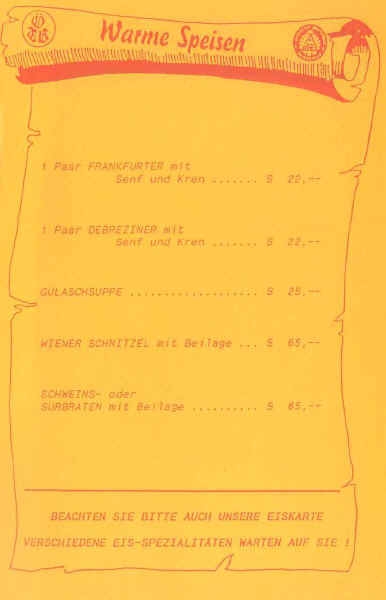 Warme Speisen
1 Paar FRANKFURTER mit
Senf und Kren ....... S 22,--
1 Paar DEBREZINER mit
Senf und Kren ....... S 22,--
GULASCHSUPPE ................... S 25,--
WIENER SCHNITZEL mit Beilage ... S 65,--
SCHWEINS- oder
SURBRATEN mit Beilage .......... S 65,--
BEACHTEN SIE BITTE AUCH UNSERE EISKARTE
VERSCHIEDENE EIS-SPEZIALITÄTEN WARTEN AUF SIE !